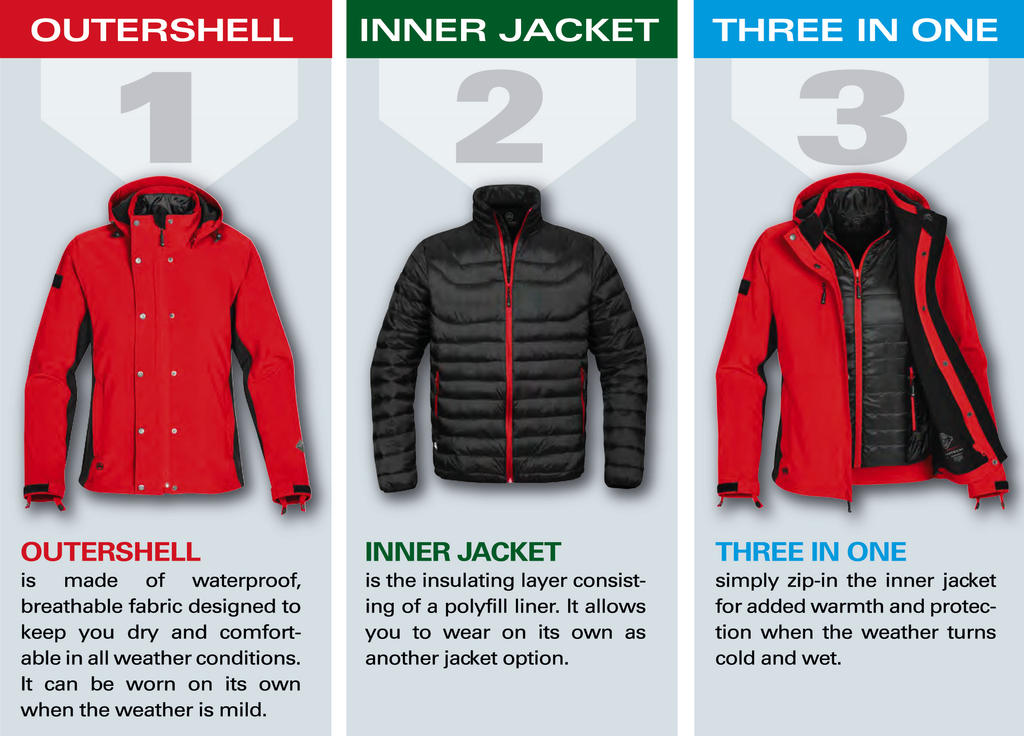 OUTERSHELL
INNER JACKET
THREE IN ONE
1
2
3
OUTERSHELL
is made of waterproof,
breathable fabric designed to
keep you dry and comfort-
able in all weather conditions.
It can be worn on its own
when the weather is mild.
INNER JACKET
is the insulating layer consist-
ing of a polyfill liner. It allows
you to wear on its own as
another jacket option.
THREE IN ONE
simply zip-in the inner jacket
for added warmth and protec-
tion when the weather turns
cold and wet.